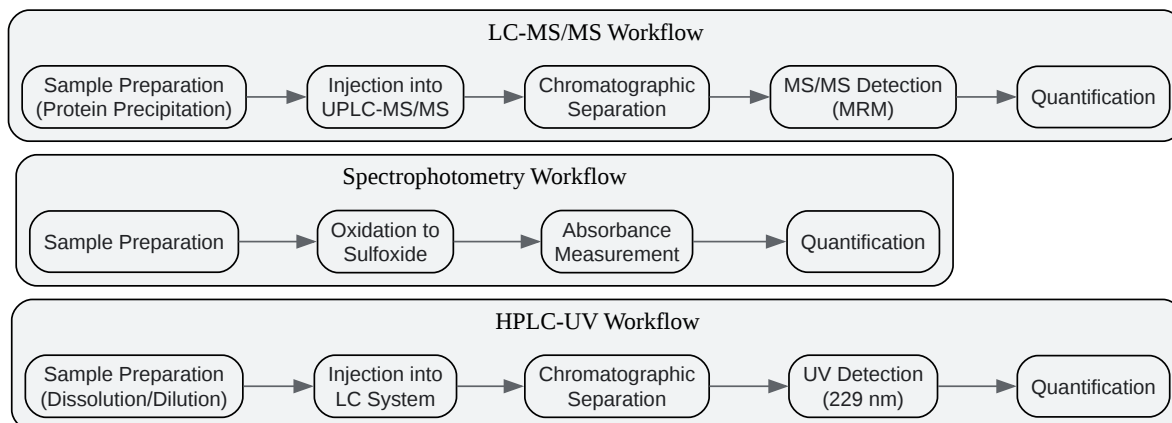 LC-MS/MS Workflow
Sample Preparation
(Protein Precipitation)
Injection into
UPLC-MS/MS
Chromatographic
Separation
MS/MS Detection
(MRM)
Quantification
Spectrophotometry Workflow
Sample Preparation
Oxidation to
Sulfoxide
Absorbance
Measurement
Quantification
HPLC-UV Workflow
Sample Preparation
(Dissolution/Dilution)
Injection into
LC System
Chromatographic
Separation
UV Detection
(229 nm)
Quantification